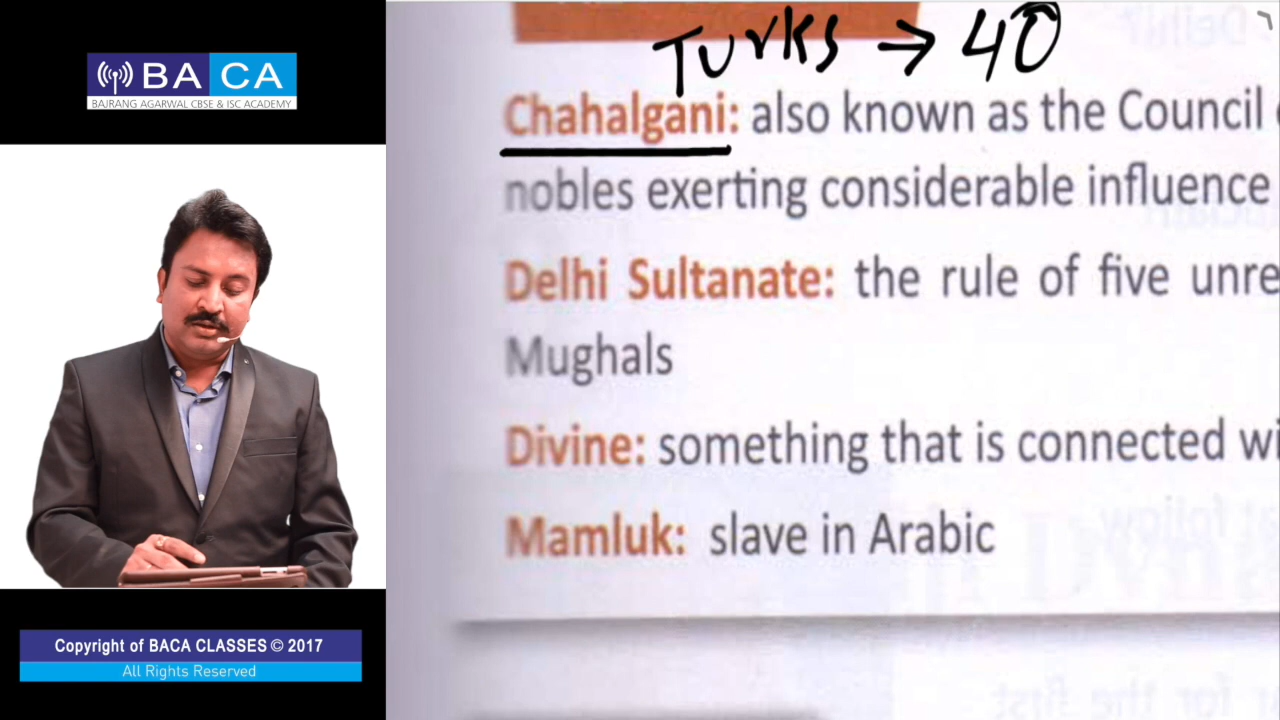 BACA
BAJRANG AGARWAL CBSE & ISC ACADEMY
Turks → 40
Chahalgani: also known as the Council
nobles exerting considerable influence
Delhi Sultanate: the rule of five unre
Mughals
Divine: something that is connected wi
Mamluk: slave in Arabic
Copyright of BACA CLASSES © 2017
All Rights Reserved